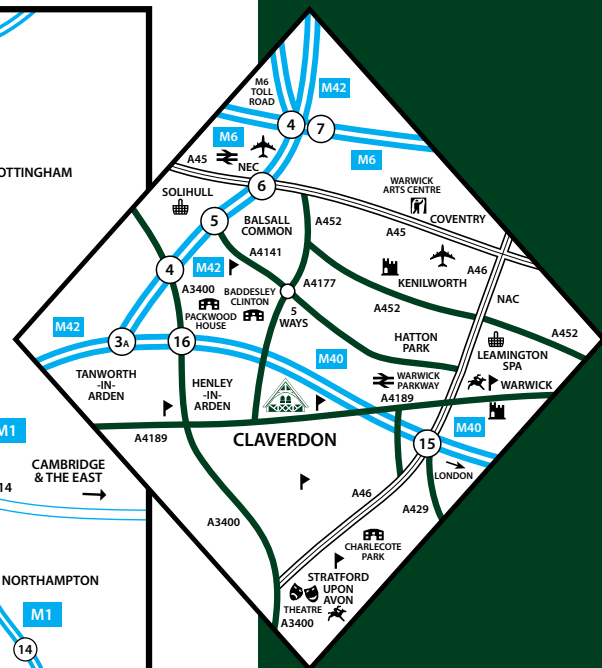 M6
TOLL
ROAD
M42
4
7
M6
M6
A45
NEC
6
SOLIHULL
WARWICK
ARTS CENTRE
COVENTRY
5
BALSALL
COMMON
A452
A45
A4141
A46
4
M42
A3400
BADDESLEY
CLINTON
A4177
KENILWORTH
PACKWOOD
HOUSE
5
WAYS
A452
NAC
M42
3A
16
HATTON
PARK
A452
LEAMINGTON
SPA
M40
TANWORTH
-IN-
ARDEN
HENLEY
-IN-
ARDEN
WARWICK
PARKWAY
WARWICK
A4189
A4189
CLAVERDON
M40
15
LONDON
A46
A429
A3400
CHARLECOTE
PARK
STRATFORD
UPON
AVON
THEATRE
A3400
OTTINGHAM
M1
14
CAMBRIDGE
& THE EAST
NORTHAMPTON
M1
14